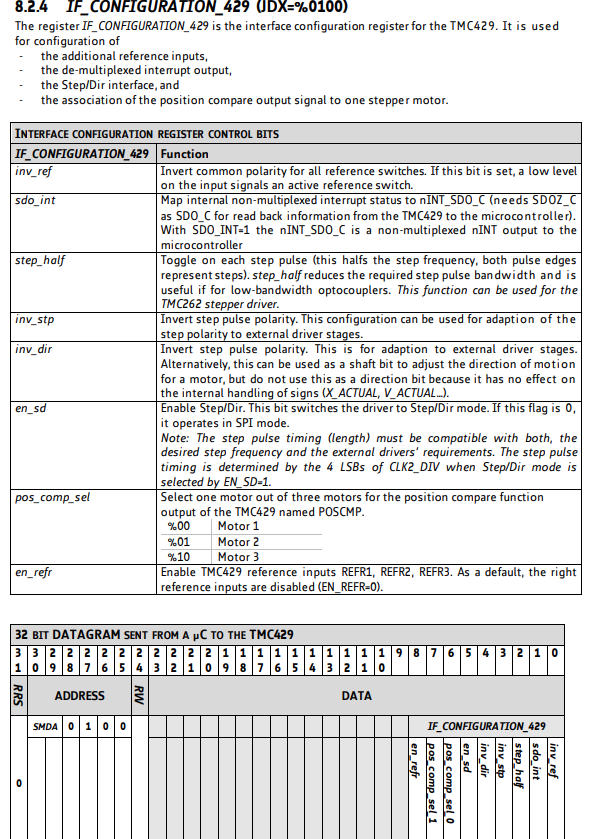 8.2.4 IF_CONFIGURATION_429 (JDX=%0100)
The register IF_CONFIGURATION_429 is the interface configuration register for the TMC429. It is used
for configuration of
- the additional reference inputs,
- the de-multiplexed interrupt output,
- the Step/Dir interface, and
- the association of the position compare output signal to one stepper motor.
INTERFACE CONFIGURATION REGISTER CONTROL BITS
IF_CONFIGURATION_429 Function
inv_ref Invert common polarity for all reference switches. If this bit is set, a low level
on the input signals an active reference switch.
sdo_int Map internal non-multiplexed interrupt status to nINT_SDO_C (needs SDOZ_C
as SDO_C for read back information from the TMC429 to the microcontroller).
With SDO_INT=1 the nINT_SDO_C is a non-multiplexed nINT output to the
microcontroller
step_half Toggle on each step pulse (this halfs the step frequency, both pulse edges
represent steps). step_half reduces the required step pulse bandwidth and is
useful if for low-bandwidth optocouplers. This function can be used for the
TMC262 stepper driver.
inv_stp Invert step pulse polarity. This configuration can be used for adaption of the
step polarity to external driver stages.
inv_dir Invert step pulse polarity. This is for adaption to external driver stages.
Alternatively, this can be used as a shaft bit to adjust the direction of motion
for a motor, but do not use this as a direction bit because it has no effect on
the internal handling of signs (X_ACTUAL, V_ACTUAL...).
en_sd Enable Step/Dir. This bit switches the driver to Step/Dir mode. If this flag is 0,
it operates in SPI mode.
Note: The step pulse timing (length) must be compatible with both, the
desired step frequency and the external drivers' requirements. The step pulse
timing is determined by the 4 LSBs of CLK2_DIV when Step/Dir mode is
selected by EN_SD=1.
pos_comp_sel Select one motor out of three motors for the position compare function
output of the TMC429 named POSCMP.
%00 Motor 1
%01 Motor 2
%10 Motor 3
en_refr Enable TMC429 reference inputs REFR1, REFR2, REFR3. As a default, the right
reference inputs are disabled (EN_REFR=0).
32 BIT DATAGRAM SENT FROM A µC TO THE TMC429
31 30 29 28 27 26 25 24 23 22 21 20 19 18 17 16 15 14 13 12 11 10 9 8 7 6 5 4 3 2 1 0
RRS ADDRESS RW DATA
SMDA 0 1 0 0 IF_CONFIGURATION_429
0 en_refr pos_comp_sel_1 pos_comp_sel_0 en_sd inv_dir inv_stp step_half sdo_int inv_ref